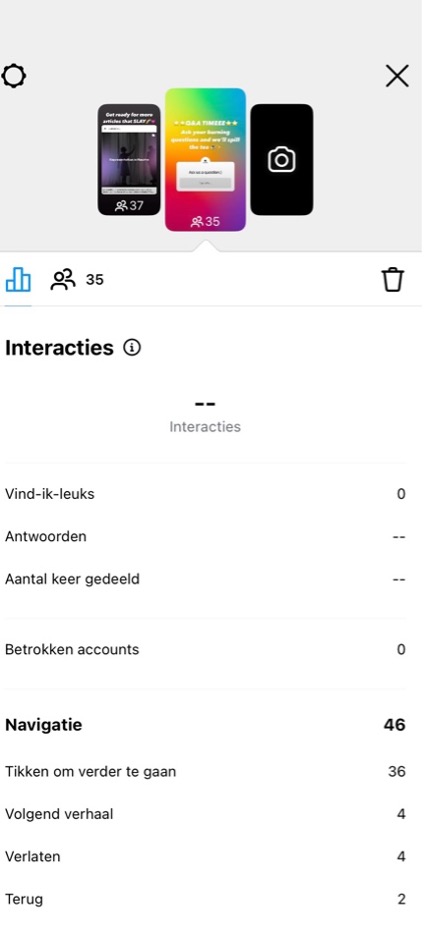 Get ready for more
articles that SLAY
37
Q&A TIMEEE
Ask your burning
questions and we'll spill
the tea
Ask us a question:)
35
35
Interacties
--
Interacties
Vind-ik-leuks 0
Antwoorden --
Aantal keer gedeeld --
Betrokken accounts 0
Navigatie 46
Tikken om verder te gaan 36
Volgend verhaal 4
Verlaten 4
Terug 2